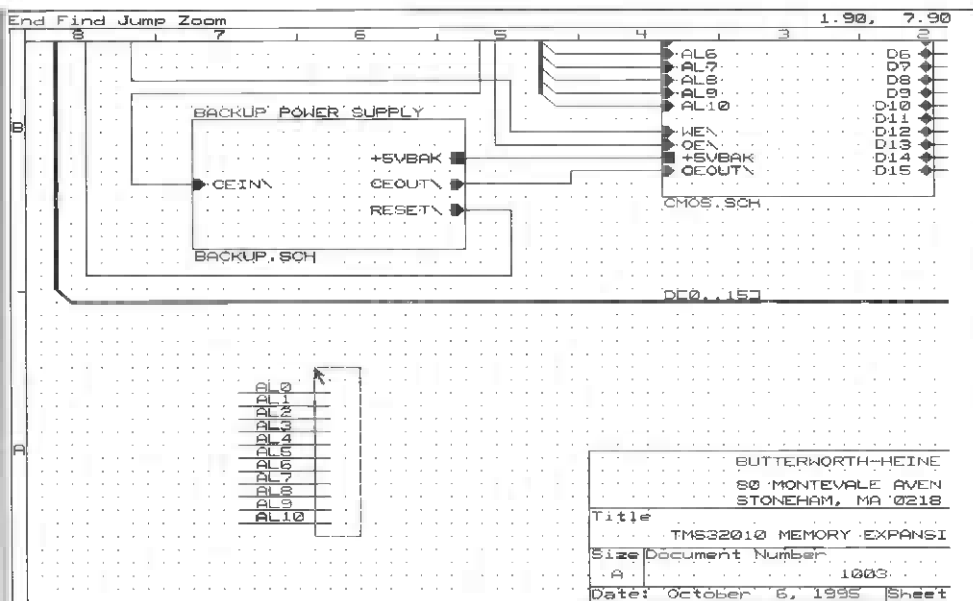 End Find Jump Zoom 1.90, 7.90
8 7 6 5 4 3 2
AL6 D6
AL7 D7
AL8 D8
AL9 D9
AL10 D10
D11
WE\ D12
OE\ D13
+5VBAK D14
CEOUT\ D15
CMOS.SCH
B
BACKUP POWER SUPPLY
+5VBAK
CEIN\ CEOUT\
RESET\
BACKUP.SCH
D[0..15]
AL0
AL1
AL2
AL3
AL4
AL5
AL6
AL7
AL8
AL9
AL10
A
BUTTERWORTH-HEINE
80 MONTEVALE AVEN
STONEHAM, MA 0218
Title
TMS32010 MEMORY EXPANSI
Size Document Number
A 1003
Date: October 6, 1995 Sheet